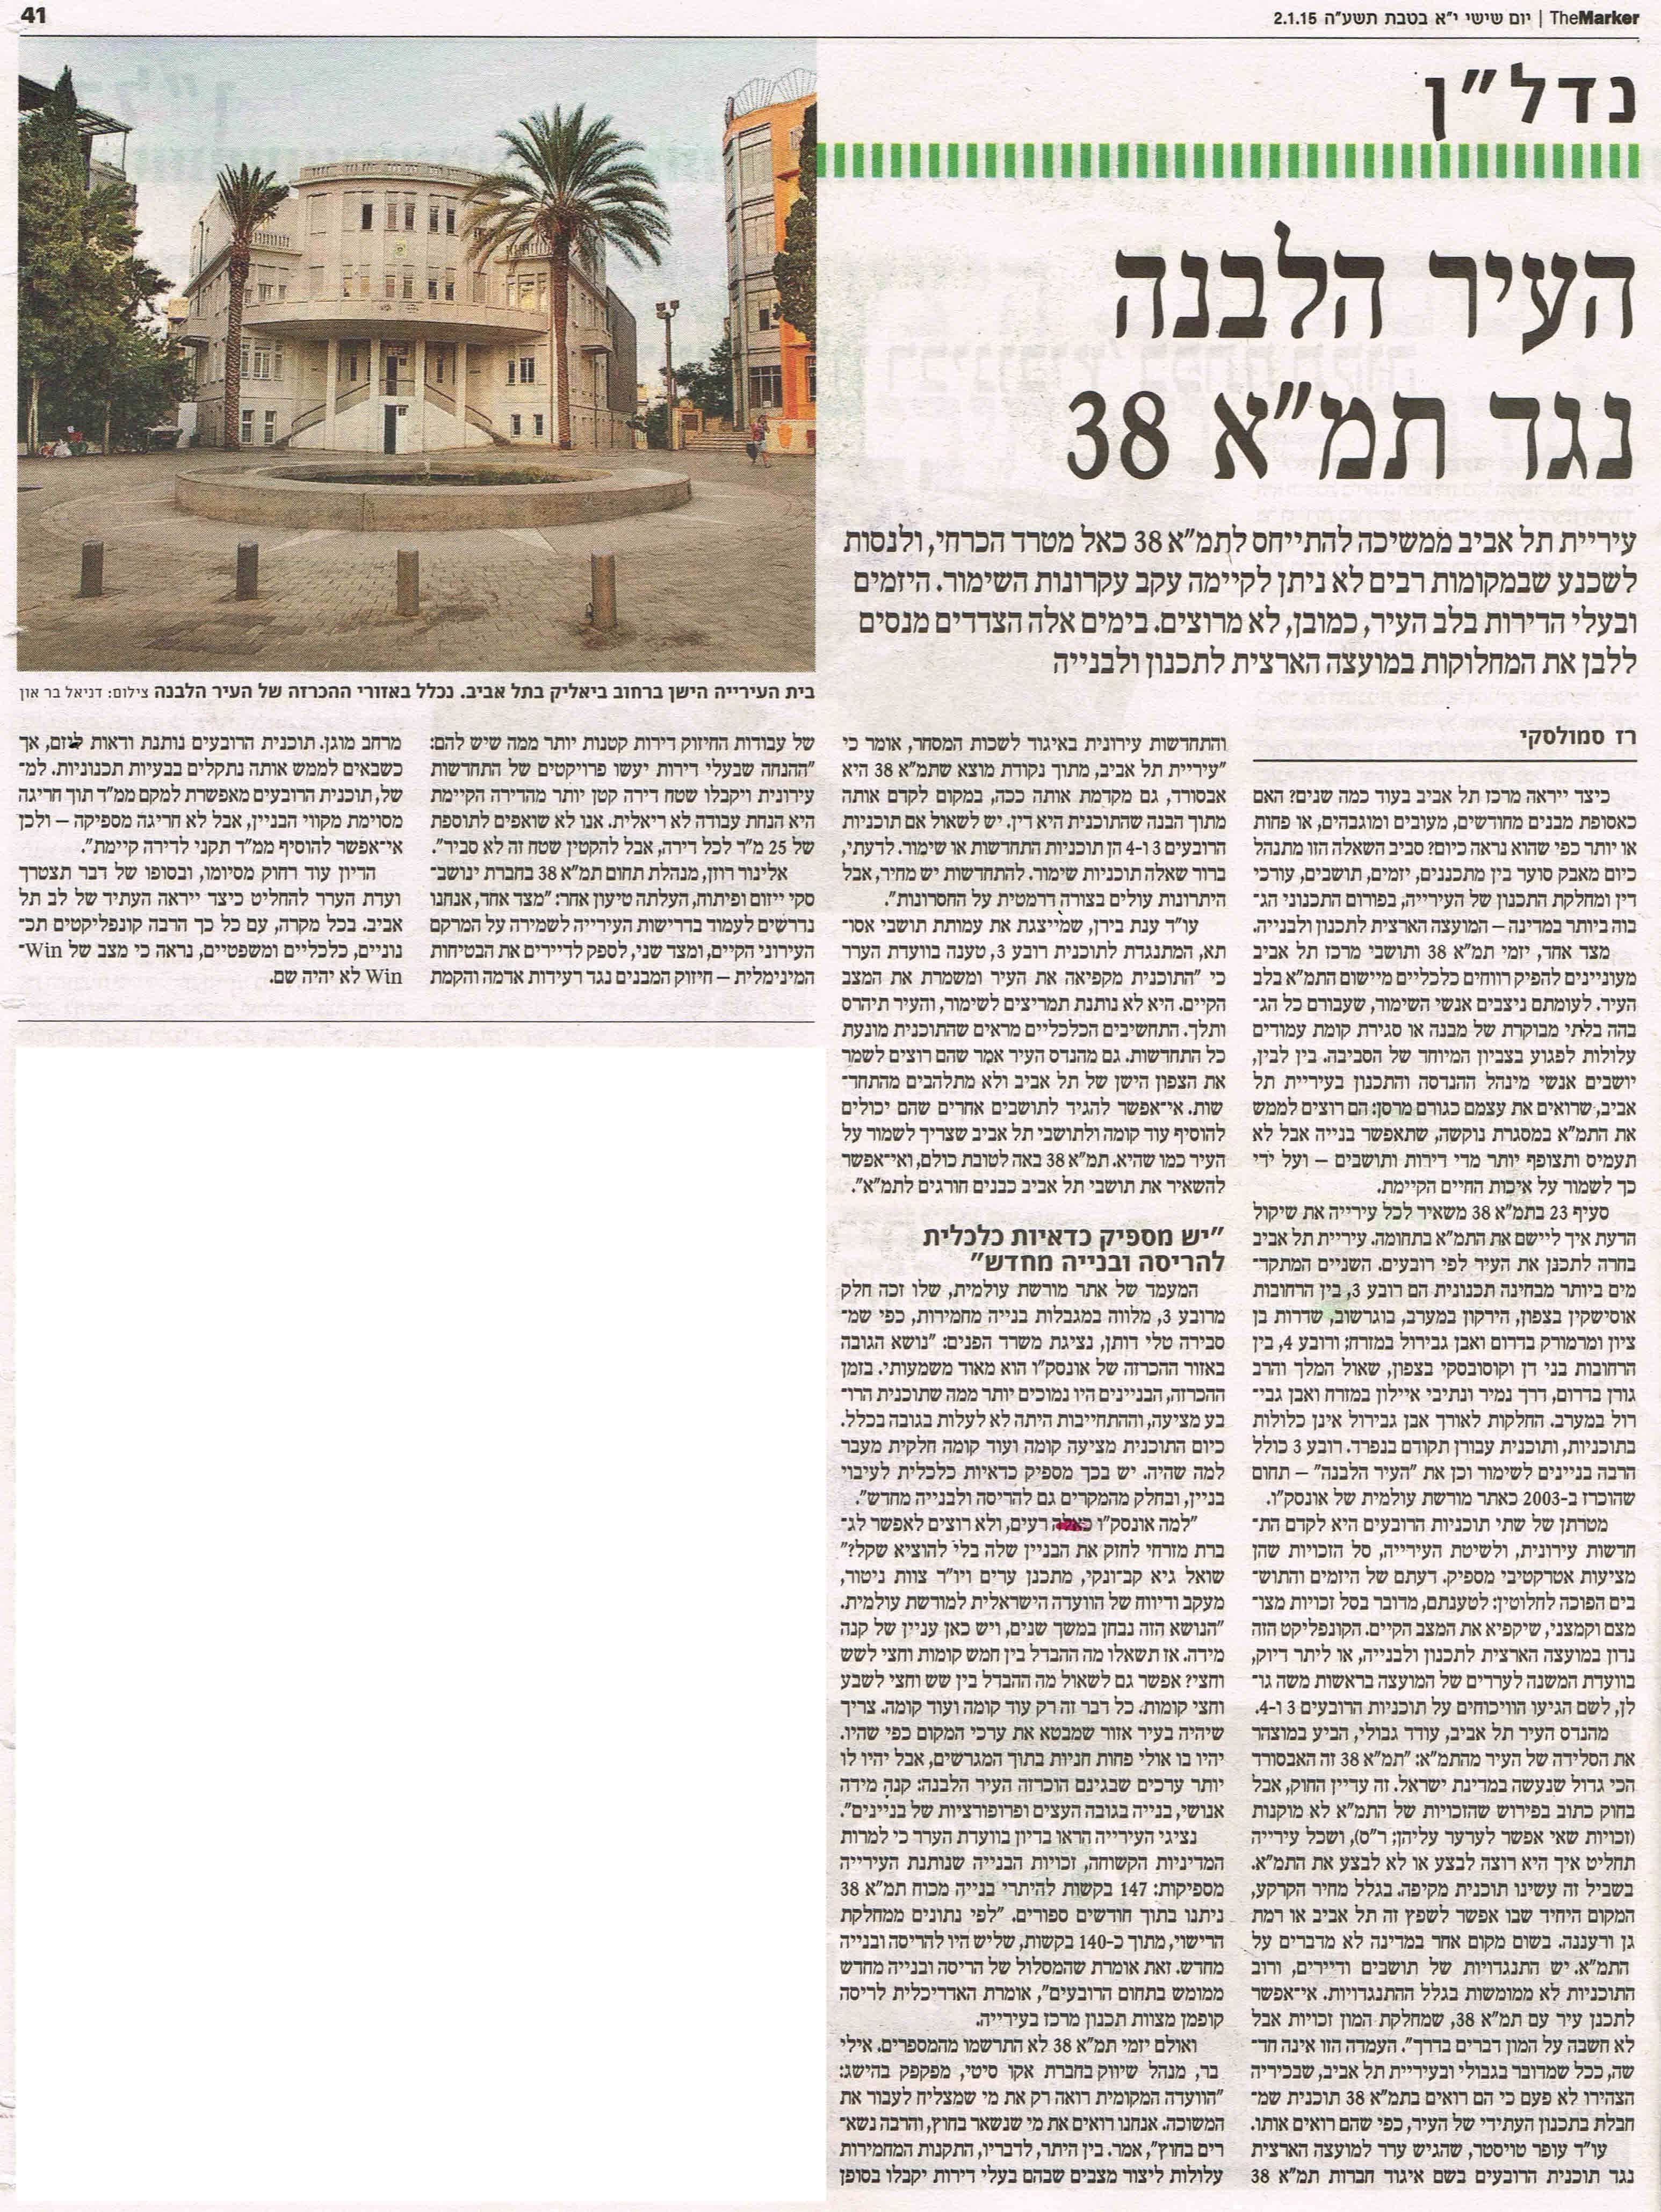 41
TheMarker | יום שישי י״א בטבת תשע״ה 2.1.15
נדל״ן
העיר הלבנה
נגד תמ״א 38
עיריית תל אביב ממשיכה להתייחס לתמ״א 38 כאל מטרד הכרחי, ולנסות
לשכנע שבמקומות רבים לא ניתן לקיימה עקב עקרונות השימור. היזמים
ובעלי הדירות בלב העיר, כמובן, לא מרוצים. בימים אלה הצדדים מנסים
ללבן את המחלוקות במועצה הארצית לתכנון ולבנייה
בית העירייה הישן ברחוב ביאליק בתל אביב. נכלל באזורי ההכרזה של העיר הלבנה צילום: דניאל בר און
רז סמולסקי
כיצד ייראה מרכז תל אביב בעוד כמה שנים? האם
כאסופת מבנים מחודשים, מעובים ומוגבהים, או פחות
או יותר כפי שהוא נראה כיום? סביב השאלה הזו מתנהל
כיום מאבק סוער בין מתכננים, יזמים, תושבים, עורכי
דין ומחלקת התכנון של העירייה, בפורום התכנוני הג־
בוה ביותר במדינה – המועצה הארצית לתכנון ולבנייה.
מצד אחד, יזמי תמ״א 38 ותושבי מרכז תל אביב
מעוניינים להפיק רווחים כלכליים מיישום התמ״א בלב
העיר. לעומתם ניצבים אנשי השימור, שעבורם כל הג־
בהה בלתי מבוקרת של מבנה או סגירת קומת עמודים
עלולות לפגוע בצביון המיוחד של הסביבה. בין לבין,
יושבים אנשי מינהל ההנדסה והתכנון בעיריית תל
אביב, שרואים את עצמם כגורם מרסן: הם רוצים לממש
את התמ״א במסגרת נוקשה, שתאפשר בנייה אבל לא
תעמיס ותצופף יותר מדי דירות ותושבים – ועל ידי
כך לשמור על איכות החיים הקיימת.
סעיף 23 בתמ״א 38 משאיר לכל עירייה את שיקול
הדעת איך ליישם את התמ״א בתחומה. עיריית תל אביב
בחרה לתכנן את העיר לפי רובעים. השניים המתקד־
מים ביותר מבחינה תכנונית הם רובע 3, בין הרחובות
אוסישקין בצפון, הירקון במערב, בוגרשוב, שדרות בן
ציון ומרמורק בדרום ואבן גבירול במזרח; ורובע 4, בין
הרחובות בני דן וקוסובסקי בצפון, שאול המלך והרב
גורן בדרום, דרך נמיר ונתיבי איילון במזרח ואבן גבי־
רול במערב. החלקות לאורך אבן גבירול אינן כלולות
בתוכניות, ותוכנית עבורן תקודם בנפרד. רובע 3 כולל
הרבה בניינים לשימור וכן את ״העיר הלבנה״ – תחום
שהוכרז ב-2003 כאתר מורשת עולמית של אונסק״ו.
מטרתן של שתי תוכניות הרובעים היא לקדם הת־
חדשות עירונית, ולשיטת העירייה, סל הזכויות שהן
מציעות אטרקטיבי מספיק. דעתם של היזמים והתוש־
בים הפוכה לחלוטין: לטענתם, מדובר בסל זכויות מצו־
מצם וקמצני, שיקפיא את המצב הקיים. הקונפליקט הזה
נדון במועצה הארצית לתכנון ולבנייה, או ליתר דיוק,
בוועדת המשנה לעררים של המועצה בראשות משה גו־
לן, לשם הגיעו הוויכוחים על תוכניות הרובעים 3 ו-4.
מהנדס העיר תל אביב, עודד גבולי, הביע במוצהר
את הסלידה של העיר מהתמ״א: ״תמ״א 38 זה האבסורד
הכי גדול שנעשה במדינת ישראל. זה עדיין החוק, אבל
בחוק כתוב בפירוש שהזכויות של התמ״א לא מוקנות
(זכויות שאי אפשר לערער עליהן; ר״ס), ושכל עירייה
תחליט איך היא רוצה לבצע או לא לבצע את התמ״א.
בשביל זה עשינו תוכנית מקיפה. בגלל מחיר הקרקע,
המקום היחיד שבו אפשר לשפץ זה תל אביב או רמת
גן ורעננה. בשום מקום אחר במדינה לא מדברים על
התמ״א. יש התנגדויות של תושבים ודיירים, ורוב
התוכניות לא ממומשות בגלל ההתנגדויות. אי־אפשר
לתכנן עיר עם תמ״א 38, שמחלקת המון זכויות אבל
לא חשבה על המון דברים בדרך״. העמדה הזו אינה חד־
שה, ככל שמדובר בגבולי ובעיריית תל אביב, שבכיריה
הצהירו לא פעם כי הם רואים בתמ״א 38 תוכנית שמ־
חבלת בתכנון העתידי של העיר, כפי שהם רואים אותו.
עו״ד עופר טויסטר, שהגיש ערר למועצה הארצית
נגד תוכנית הרובעים בשם איגוד חברות תמ״א 38
והתחדשות עירונית באיגוד לשכות המסחר, אומר כי
״עיריית תל אביב, מתוך נקודת מוצא שתמ״א 38 היא
אבסורד, גם מקדמת אותה ככה, במקום לקדם אותה
מתוך הבנה שהתוכנית היא דין. יש לשאול אם תוכניות
הרובעים 3 ו-4 הן תוכניות התחדשות או שימור. לדעתי,
ברור שאלה תוכניות שימור. להתחדשות יש מחיר, אבל
היתרונות עולים בצורה דרמטית על החסרונות״.
עו״ד ענת בירן, שמייצגת את עמותת תושבי אסו־
תא, המתנגדת לתוכנית רובע 3, טענה בוועדת הערר
כי ״התוכנית מקפיאה את העיר ומשמרת את המצב
הקיים. היא לא נותנת תמריצים לשימור, והעיר תיהרס
ותלך. התחשיבים הכלכליים מראים שהתוכנית מונעת
כל התחדשות. גם מהנדס העיר אמר שהם רוצים לשמר
את הצפון הישן של תל אביב ולא מתלהבים מהתחד־
שות. אי־אפשר להגיד לתושבים אחרים שהם יכולים
להוסיף עוד קומה ולתושבי תל אביב שצריך לשמור על
העיר כמו שהיא. תמ״א 38 באה לטובת כולם, ואי־אפשר
להשאיר את תושבי תל אביב כבנים חורגים לתמ״א״.
״יש מספיק כדאיות כלכלית
להריסה ובנייה מחדש״
המעמד של אתר מורשת עולמית, שלו זכה חלק
מרובע 3, מלווה במגבלות בנייה מחמירות, כפי שמ־
סבירה טלי דותן, נציגת משרד הפנים: ״נושא הגובה
באזור ההכרזה של אונסק״ו הוא מאוד משמעותי. בזמן
ההכרזה, הבניינים היו נמוכים יותר ממה שתוכנית הרו־
בע מציעה, וההתחייבות היתה לא לעלות בגובה בכלל.
כיום התוכנית מציעה קומה ועוד קומה חלקית מעבר
למה שהיה. יש בכך מספיק כדאיות כלכלית לעיבוי
בניין, ובחלק מהמקרים גם להריסה ולבנייה מחדש״.
״למה אונסק״ו כאלה רעים, ולא רוצים לאפשר לג־
ברת מזרחי לחזק את הבניין שלה בלי להוציא שקל?״
שואל גיא קב־ונקי, מתכנן ערים ויו״ר צוות ניטור,
מעקב ודיווח של הוועדה הישראלית למורשת עולמית.
״הנושא הזה נבחן במשך שנים, ויש כאן עניין של קנה
מידה. אז תשאלו מה ההבדל בין חמש קומות וחצי לשש
וחצי? אפשר גם לשאול מה ההבדל בין שש וחצי לשבע
וחצי קומות. כל דבר זה רק עוד קומה ועוד קומה. צריך
שיהיה בעיר אזור שמבטא את ערכי המקום כפי שהיו.
יהיו בו אולי פחות חניות בתוך המגרשים, אבל יהיו לו
יותר ערכים שבגינם הוכרזה העיר הלבנה: קנה מידה
אנושי, בנייה בגובה העצים ופרופורציות של בניינים״.
נציגי העירייה הראו בדיון בוועדת הערר כי למרות
המדיניות הקשוחה, זכויות הבנייה שנותנת העירייה
מספיקות: 147 בקשות להיתרי בנייה מכוח תמ״א 38
ניתנו בתוך חודשים ספורים. ״לפי נתונים ממחלקת
הרישוי, מתוך כ-140 בקשות, שליש היו להריסה ובנייה
מחדש. זאת אומרת שהמסלול של הריסה ובנייה מחדש
ממומש בתחום הרובעים״, אומרת האדריכלית לריסה
קופמן מצוות תכנון מרכז בעירייה.
ואולם יזמי תמ״א 38 לא התרשמו מהמספרים. אילי
בר, מנהל שיווק בחברת אקו סיטי, מפקפק בהישג:
״הוועדה המקומית רואה רק את מי שמצליח לעבור את
המשוכה. אנחנו רואים את מי שנשאר בחוץ, והרבה נשא־
רים בחוץ״, אמר. בין היתר, לדבריו, התקנות המחמירות
עלולות ליצור מצבים שבהם בעלי דירות יקבלו בסופן
של עבודות החיזוק דירות קטנות יותר ממה שיש להם:
״ההנחה שבעלי דירות יעשו פרויקטים של התחדשות
עירונית ויקבלו שטח דירה קטן יותר מהדירה הקיימת
היא הנחת עבודה לא ריאלית. אנו לא שואפים לתוספת
של 25 מ״ר לכל דירה, אבל להקטין שטח זה לא סביר״.
אלינור רוזן, מנהלת תחום תמ״א 38 בחברת ינושב־
סקי ייזום ופיתוח, העלתה טיעון אחר: ״מצד אחד, אנחנו
נדרשים לעמוד בדרישות העירייה לשמירה על המרקם
העירוני הקיים, ומצד שני, לספק לדיירים את הבטיחות
המינימלית – חיזוק המבנים נגד רעידות אדמה והקמת
מרחב מוגן. תוכנית הרובעים נותנת ודאות ליזם, אך
כשבאים לממש אותה נתקלים בבעיות תכנוניות. למ־
של, תוכנית הרובעים מאפשרת למקם ממ״ד תוך חריגה
מסוימת מקווי הבניין, אבל לא חריגה מספיקה – ולכן
אי־אפשר להוסיף ממ״ד תקני לדירה קיימת״.
הדיון עוד רחוק מסיומו, ובסופו של דבר תצטרך
ועדת הערר להחליט כיצד ייראה העתיד של לב תל
אביב. בכל מקרה, עם כל כך הרבה קונפליקטים תכ־
נוניים, כלכליים ומשפטיים, נראה כי מצב של Win־
Win לא יהיה שם.